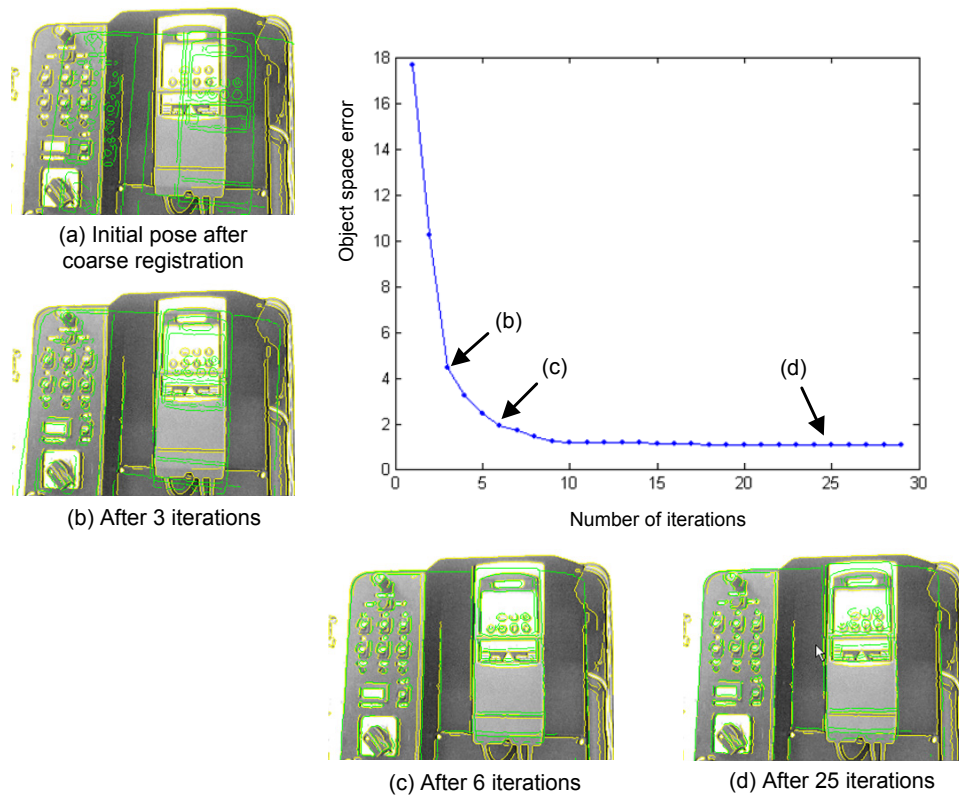 (a) Initial pose after
coarse registration
(b) After 3 iterations
Object space error
18
16
14
12
10
8
6
4
2
0
(b)
(c)
(d)
0 5 10 15 20 25 30
Number of iterations
(c) After 6 iterations
(d) After 25 iterations